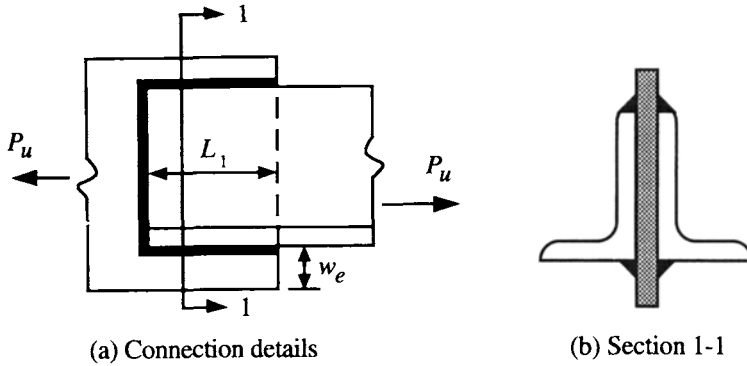 1
P_u
L_1
P_u
w_e
1
(a) Connection details
(b) Section 1-1